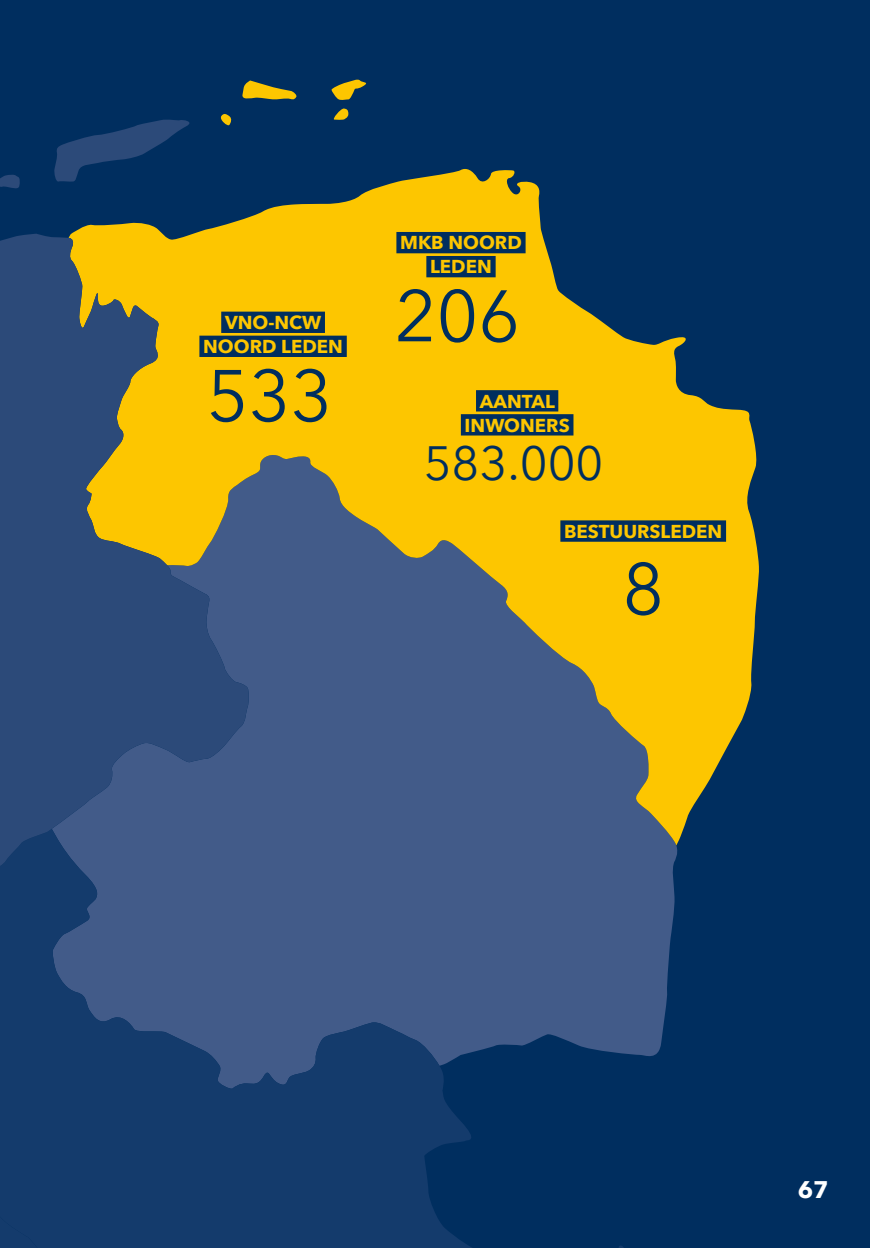 MKB NOORD
LEDEN
206
VNO-NCW
NOORD LEDEN
533
AANTAL
INWONERS
583.000
BESTUURSLEDEN
8
67